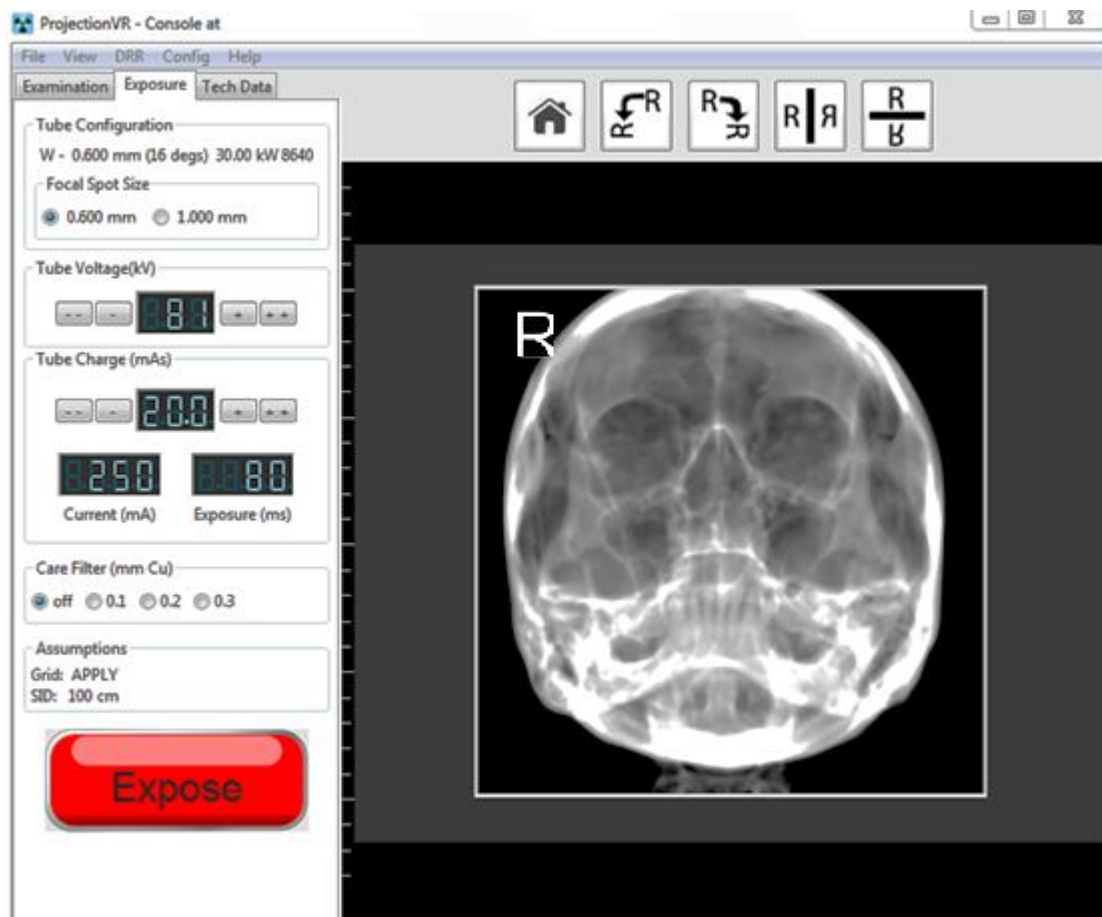 ProjectionVR - Console at
File View DRR Config Help
Examination Exposure Tech Data
Tube Configuration
W - 0.600 mm (16 degs) 30.00 kW 8640
Focal Spot Size
0.600 mm 1.000 mm
Tube Voltage(kV)
-- - 81 + ++
Tube Charge (mAs)
-- - 20.0 + ++
250 80
Current (mA) Exposure (ms)
Care Filter (mm Cu)
off 0.1 0.2 0.3
Assumptions
Grid: APPLY
SID: 100 cm
Expose
R R R R R R R R
R